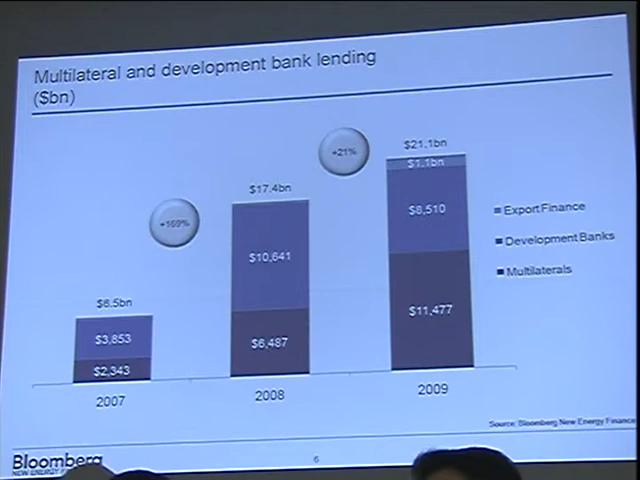 Multilateral and development bank lending
($bn)
$21.1bn
+21%
$1.1bn
$17.4bn
$8,510
Export Finance
+169%
Development Banks
$10,641
Multilaterals
$6.5bn
$11,477
$3,853
$6,487
$2,343
2007
2008
2009
Source: Bloomberg New Energy Finance
Bloomberg
NEW ENERGY
6